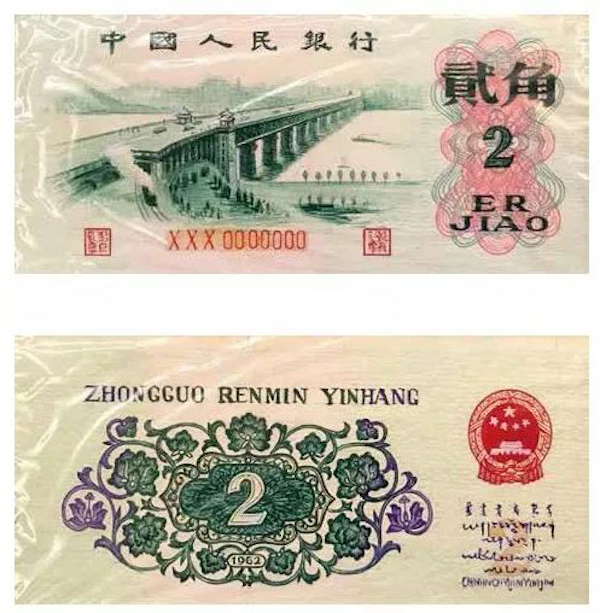 中國人民銀行
貳角
2
ER
JIAO
XXX0000000
ZHONGGUO RENMIN YINHANG
2
1962